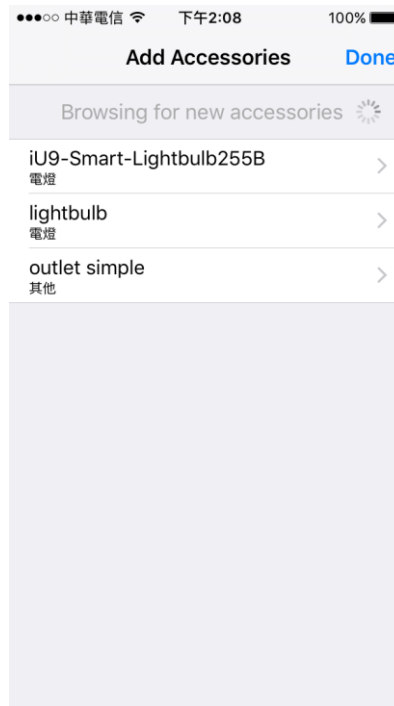 中華電信 下午2:08 100%
Add Accessories Done
Browsing for new accessories
iU9-Smart-Lightbulb255B
電燈
lightbulb
電燈
outlet simple
其他